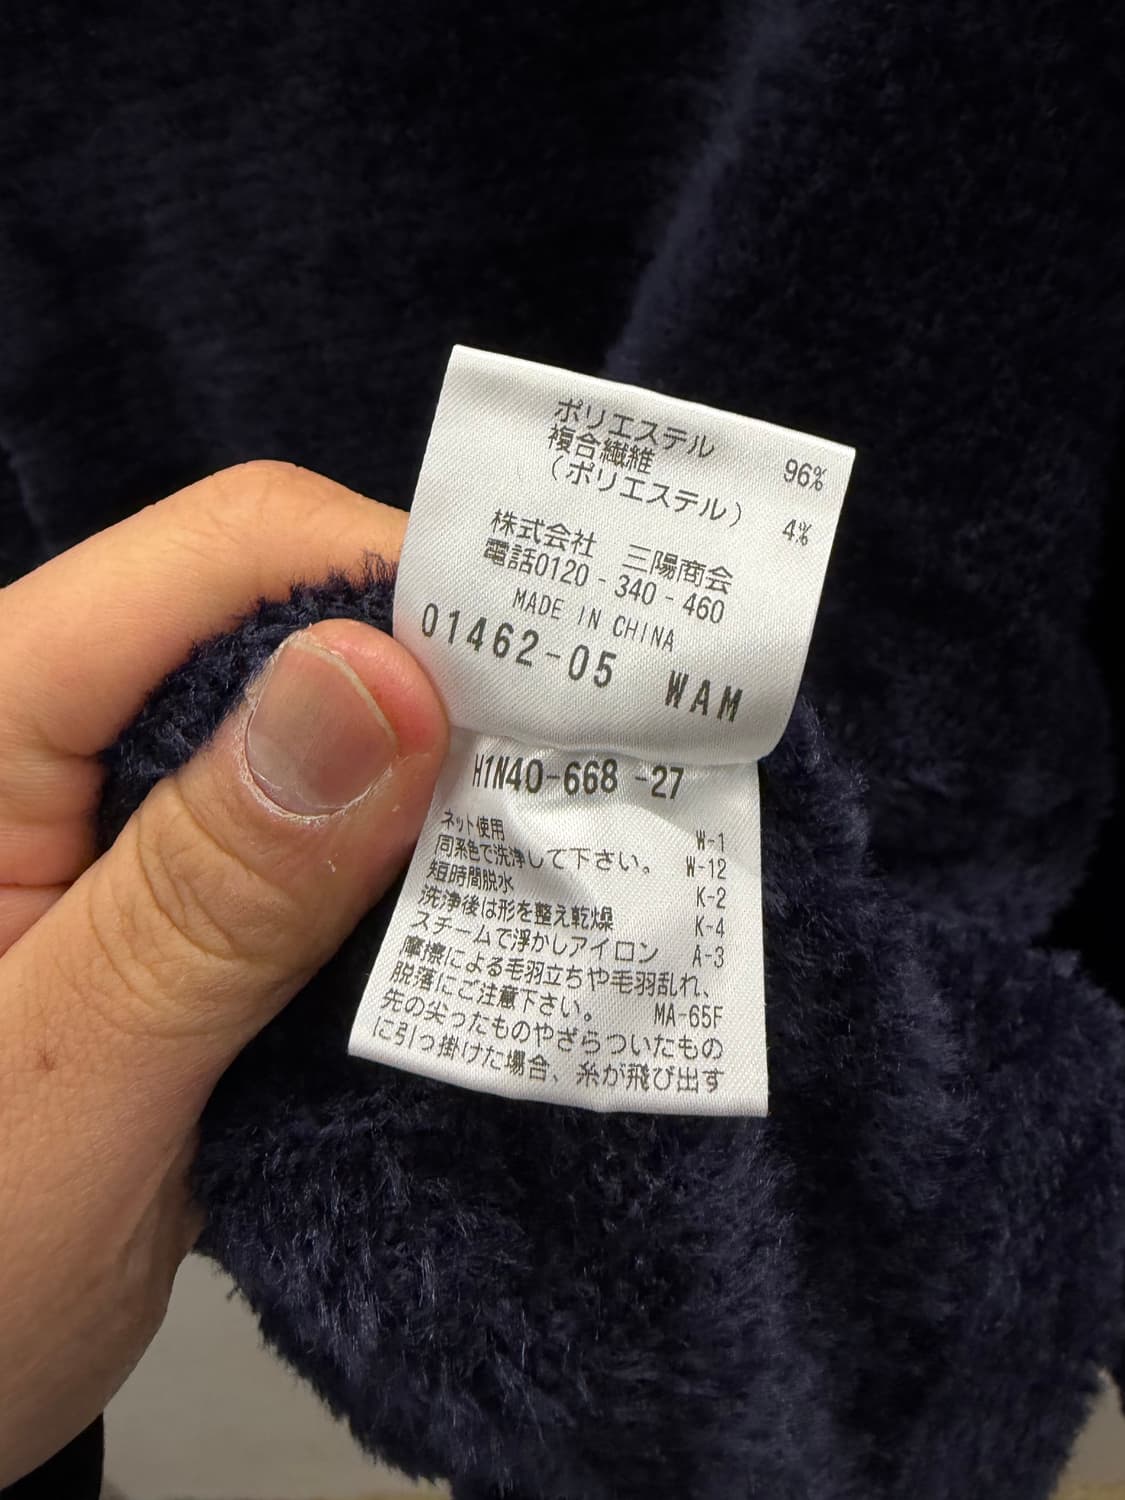 ポリエステル 96%
複合繊維
(ポリエステル) 4%
株式会社 三陽商会
電話0120-340-460
MADE IN CHINA
01462-05 WAM
H1N40-668 -27
ネット使用 W-1
同系色で洗浄して下さい。 W-12
短時間脱水 K-2
洗浄後は形を整え乾燥 K-4
スチームで浮かしアイロン A-3
摩擦による毛羽立ちや毛羽乱れ、
脱落にご注意下さい。 MA-65F
先の尖ったものやざらついたもの
に引っ掛けた場合、糸が飛び出す